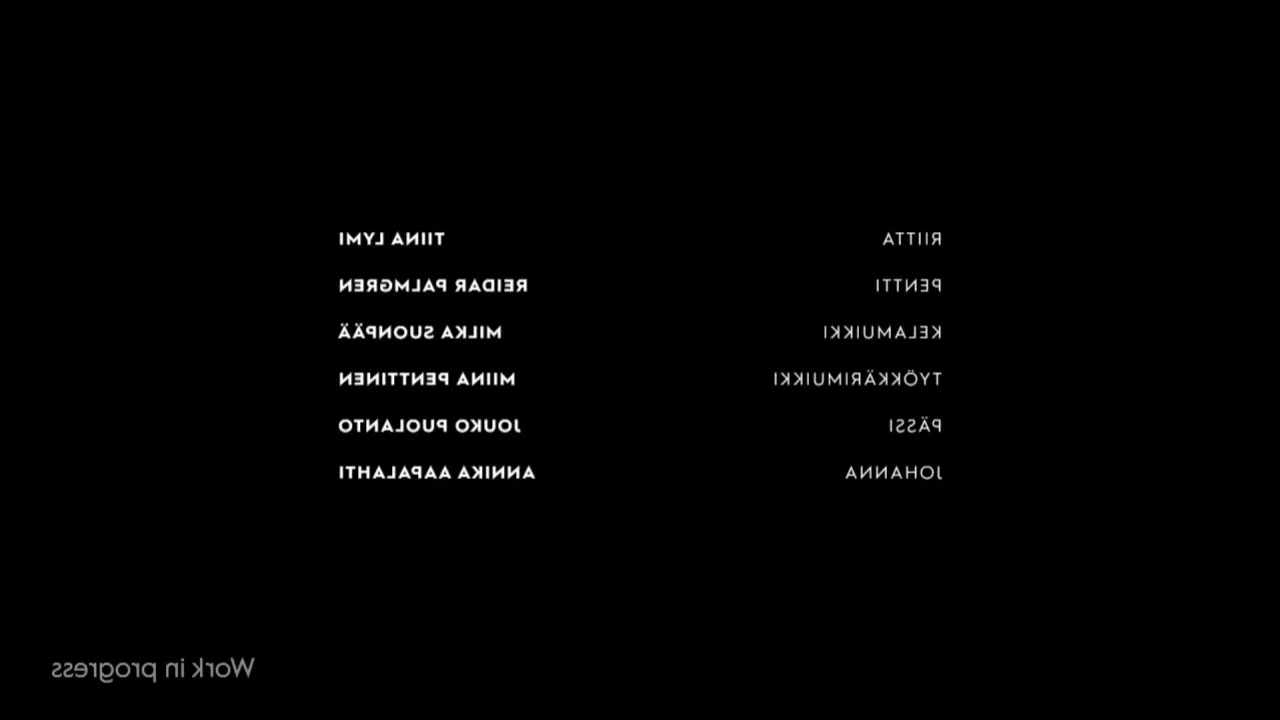 RIITTA TIINA LYMI
PENTTI REIDAR PALMGREN
KELAMUIKKI MILKA SUONPÄÄ
TYÖKKÄRIMUIKKI MIINA PENTTINEN
PÄSSI JOUKO PUOLANTO
JOHANNA ANNIKA AAPALAHTI
Work in progress